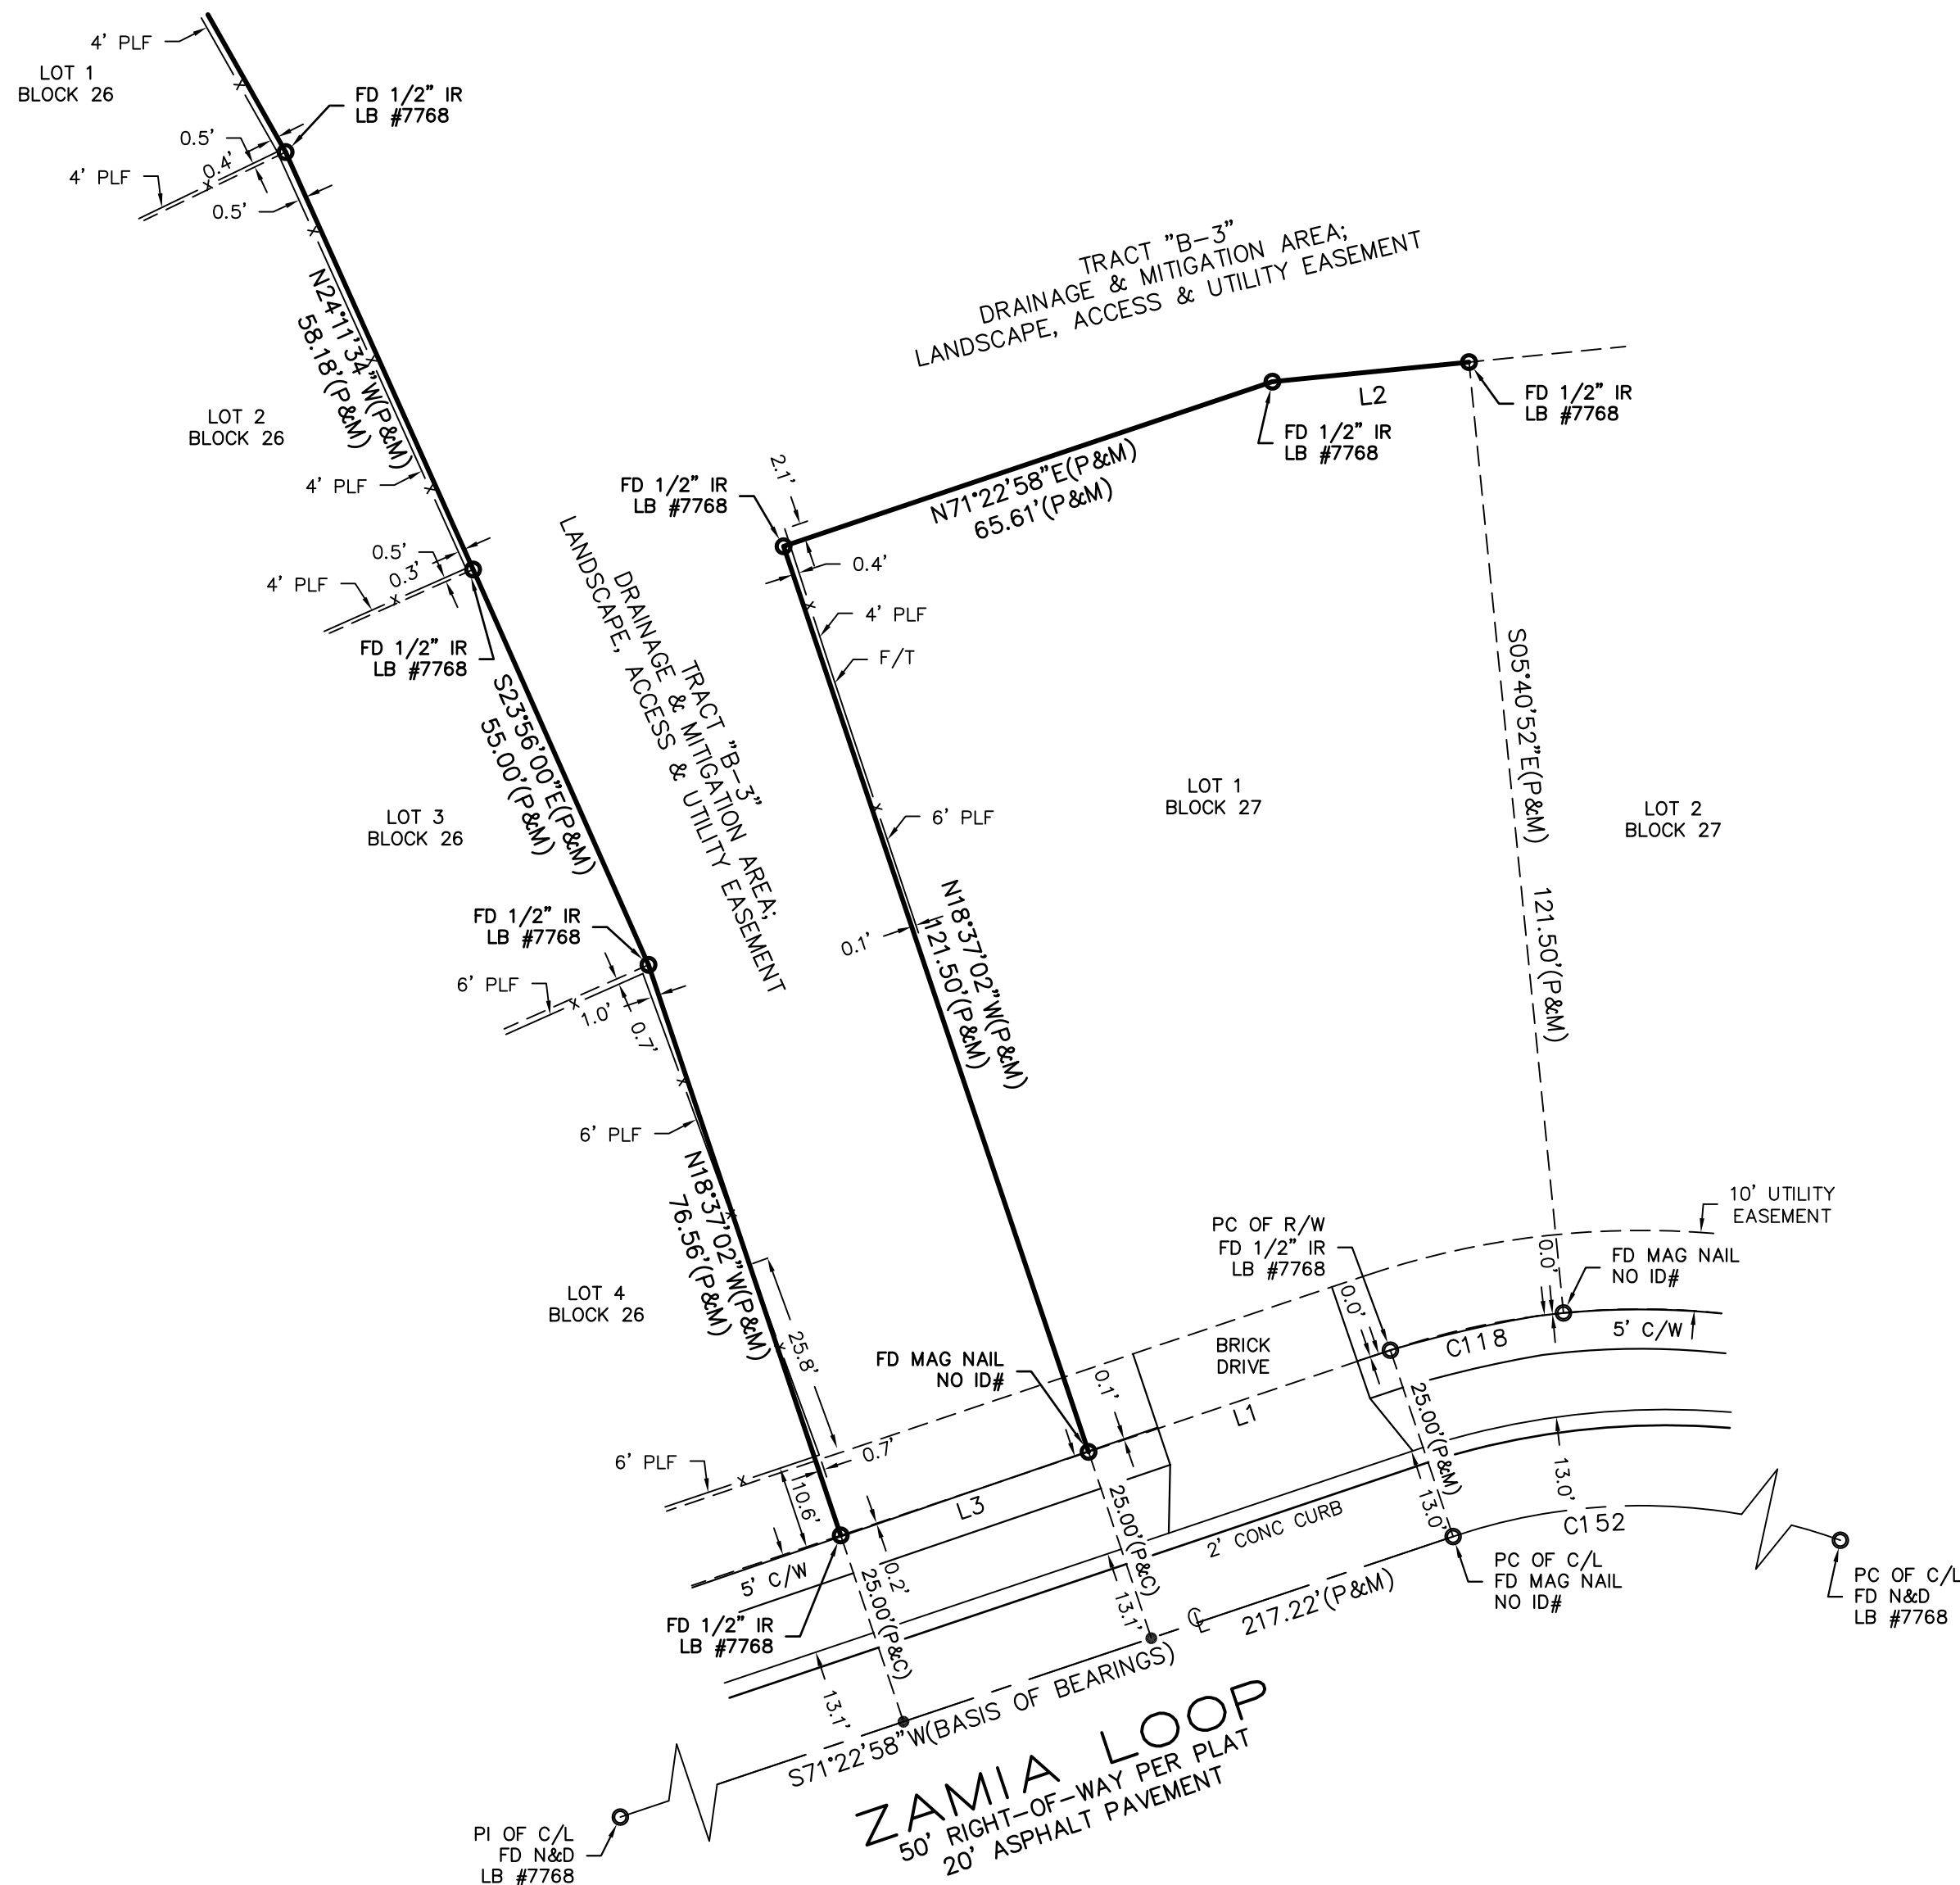 4' PLF
LOT 1
BLOCK 26
FD 1/2" IR
LB #7768
0.5'
0.4'
4' PLF
0.5'
N24°11'34"W(P&M)
58.18'(P&M)
LOT 2
BLOCK 26
4' PLF
0.5'
0.3'
4' PLF
FD 1/2" IR
LB #7768
S23°56'00"E(P&M)
55.00'(P&M)
LOT 3
BLOCK 26
FD 1/2" IR
LB #7768
6' PLF
1.0'
0.7'
6' PLF
N18°37'02"W(P&M)
76.56'(P&M)
LOT 4
BLOCK 26
25.8'
6' PLF
0.7'
10.6'
5' C/W
0.2'
25.00'(P&C)
FD 1/2" IR
LB #7768
13.1'
TRACT "B-3"
DRAINAGE & MITIGATION AREA;
LANDSCAPE, ACCESS & UTILITY EASEMENT
TRACT "B-3"
DRAINAGE & MITIGATION AREA;
LANDSCAPE, ACCESS & UTILITY EASEMENT
FD 1/2" IR
LB #7768
2.1'
0.4'
4' PLF
F/T
6' PLF
0.1'
N71°22'58"E(P&M)
65.61'(P&M)
FD 1/2" IR
LB #7768
L2
FD 1/2" IR
LB #7768
N18°37'02"W(P&M)
121.50'(P&M)
LOT 1
BLOCK 27
S05°40'52"E(P&M)
121.50'(P&M)
LOT 2
BLOCK 27
10' UTILITY
EASEMENT
PC OF R/W
FD 1/2" IR
LB #7768
0.0'
0.0'
FD MAG NAIL
NO ID#
5' C/W
C118
BRICK
DRIVE
FD MAG NAIL
NO ID#
0.1'
L1
L3
25.00'(P&M)
13.0'
13.0'
25.00'(P&C)
13.1'
2' CONC CURB
C152
PC OF C/L
FD MAG NAIL
NO ID#
PC OF C/L
FD N&D
LB #7768
CL
217.22'(P&M)
S71°22'58"W(BASIS OF BEARINGS)
ZAMIA LOOP
50' RIGHT-OF-WAY PER PLAT
20' ASPHALT PAVEMENT
PI OF C/L
FD N&D
LB #7768